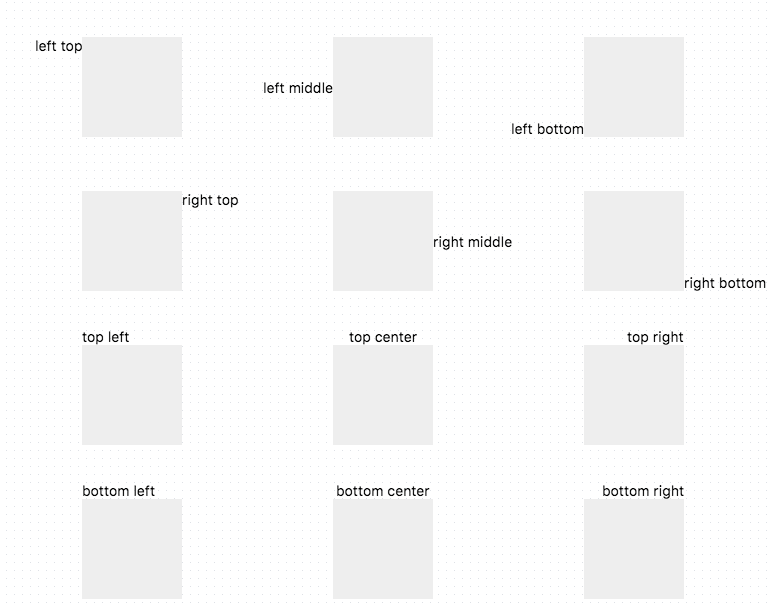 left top
left middle
left bottom
right top
right middle
right bottom
top left
top center
top right
bottom left
bottom center
bottom right